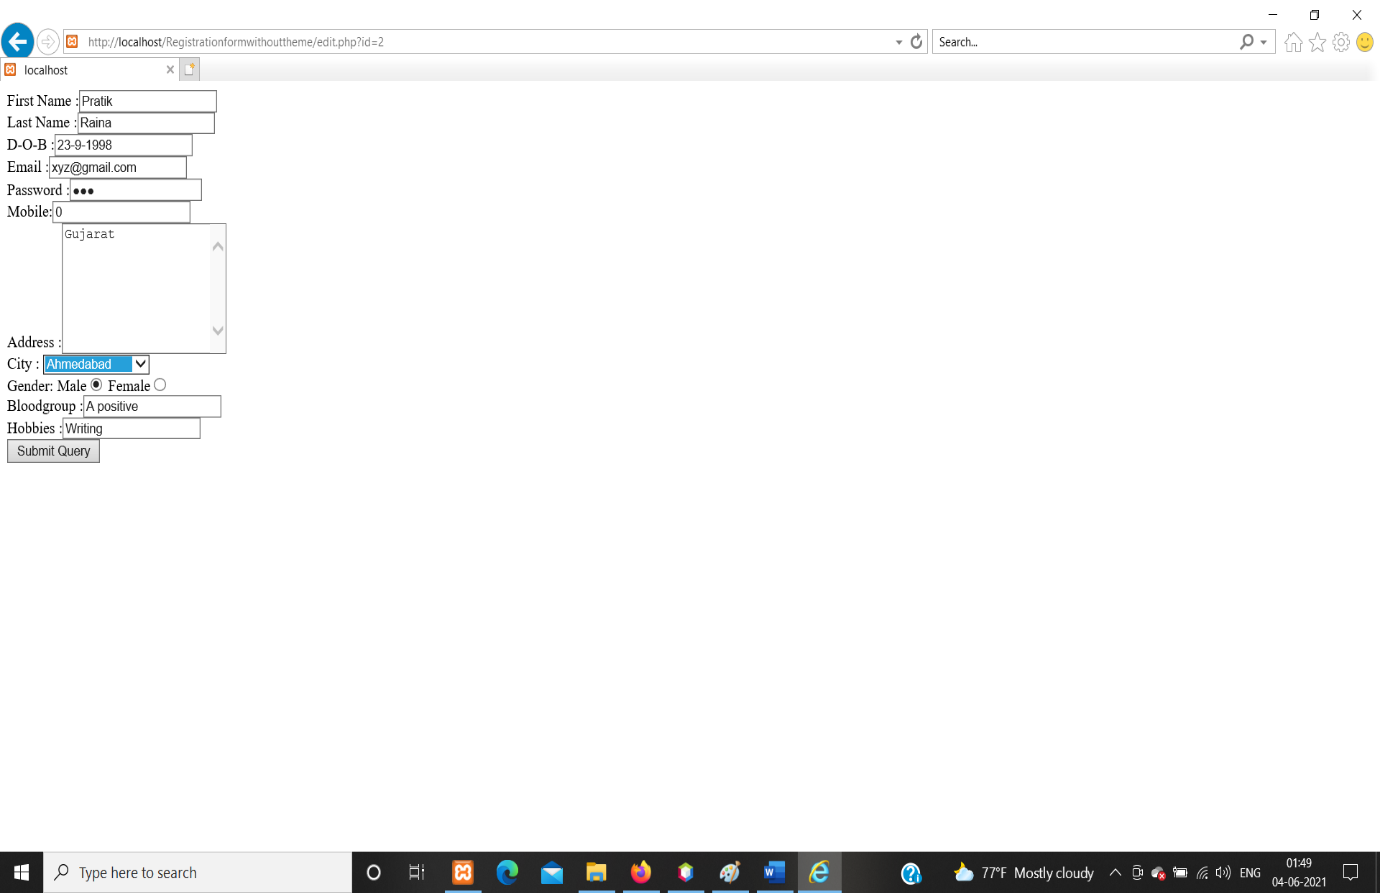 http://localhost/Registrationformwithouttheme/edit.php?id=2
Search...
localhost
First Name : Pratik
Last Name : Raina
D-O-B : 23-9-1998
Email : xyz@gmail.com
Password : ●●●
Mobile: 0
Gujarat
Address :
City : Ahmedabad
Gender: Male Female
Bloodgroup : A positive
Hobbies : Writing
Submit Query
Type here to search
77°F Mostly cloudy
ENG
01:49
04-06-2021